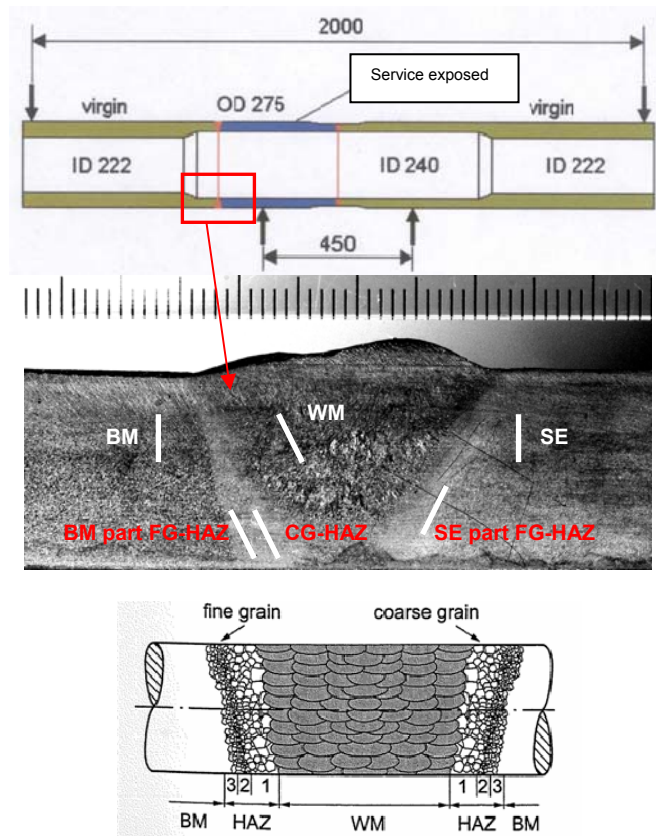 2000
Service exposed
virgin
OD 275
virgin
ID 222
ID 240
ID 222
450
WM
BM
SE
BM part FG-HAZ
CG-HAZ
SE part FG-HAZ
fine grain
coarse grain
3 2 1
1 2 3
BM HAZ WM HAZ BM